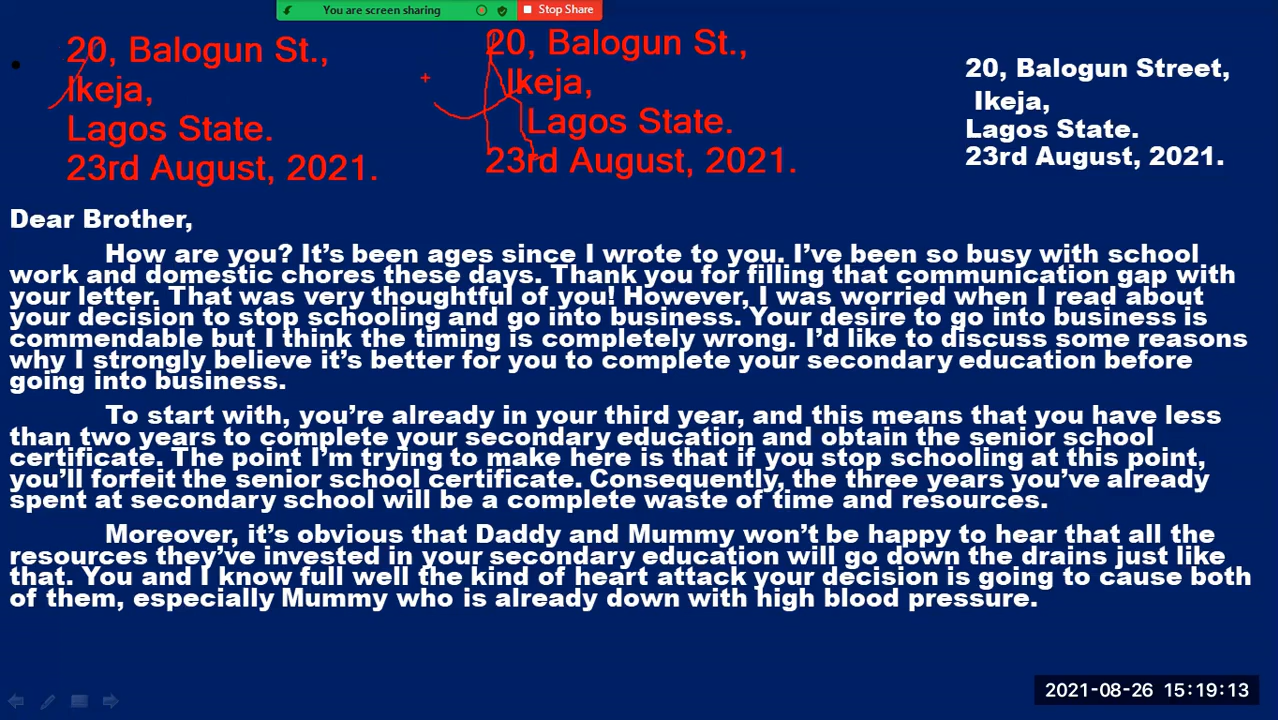 You are screen sharing
Stop Share
20, Balogun St.,
Ikeja,
Lagos State.
23rd August, 2021.
20, Balogun St.,
Ikeja,
Lagos State.
23rd August, 2021.
20, Balogun Street,
Ikeja,
Lagos State.
23rd August, 2021.
Dear Brother,
How are you? It’s been ages since I wrote to you. I’ve been so busy with school
work and domestic chores these days. Thank you for filling that communication gap with
your letter. That was very thoughtful of you! However, I was worried when I read about
your decision to stop schooling and go into business. Your desire to go into business is
commendable but I think the timing is completely wrong. I’d like to discuss some reasons
why I strongly believe it’s better for you to complete your secondary education before
going into business.
To start with, you’re already in your third year, and this means that you have less
than two years to complete your secondary education and obtain the senior school
certificate. The point I’m trying to make here is that if you stop schooling at this point,
you’ll forfeit the senior school certificate. Consequently, the three years you’ve already
spent at secondary school will be a complete waste of time and resources.
Moreover, it’s obvious that Daddy and Mummy won’t be happy to hear that all the
resources they’ve invested in your secondary education will go down the drains just like
that. You and I know full well the kind of heart attack your decision is going to cause both
of them, especially Mummy who is already down with high blood pressure.
2021-08-26 15:19:13